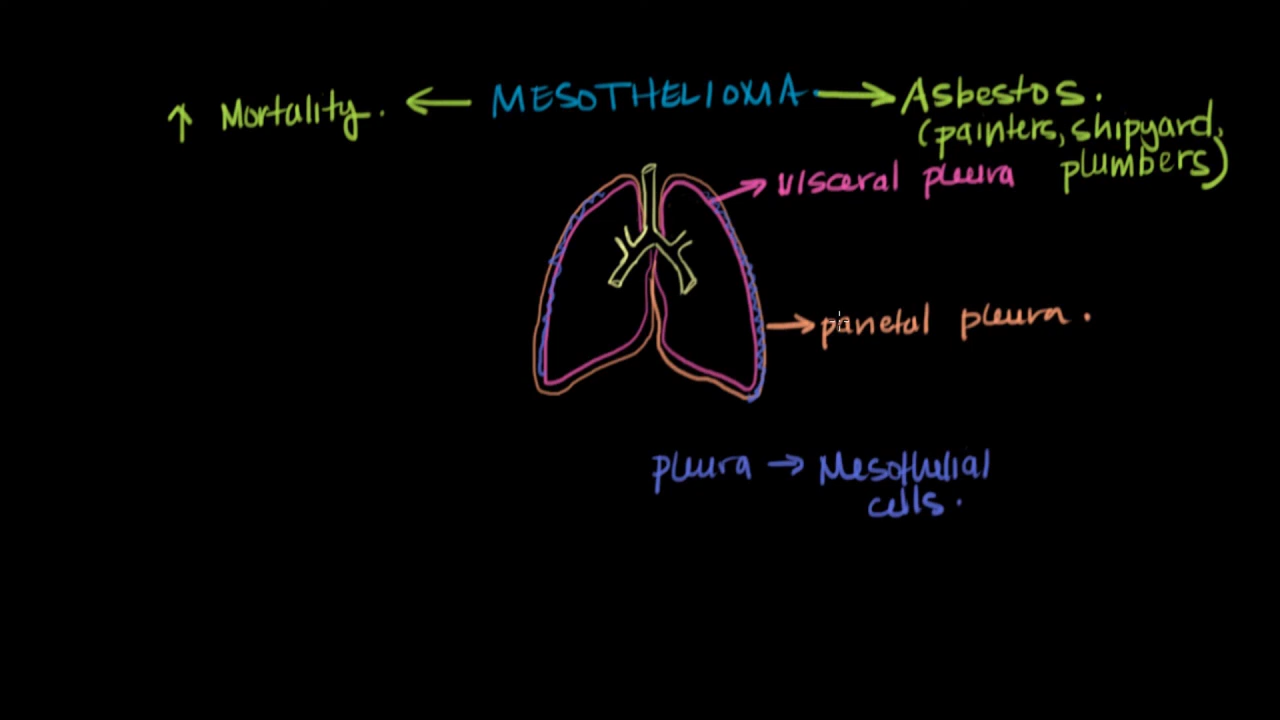 ↑ Mortality. ← MESOTHELIOMA → Asbestos.
(painters, shipyard,
plumbers)
visceral pleura
parietal pleura.
pleura → Mesothelial
cells.